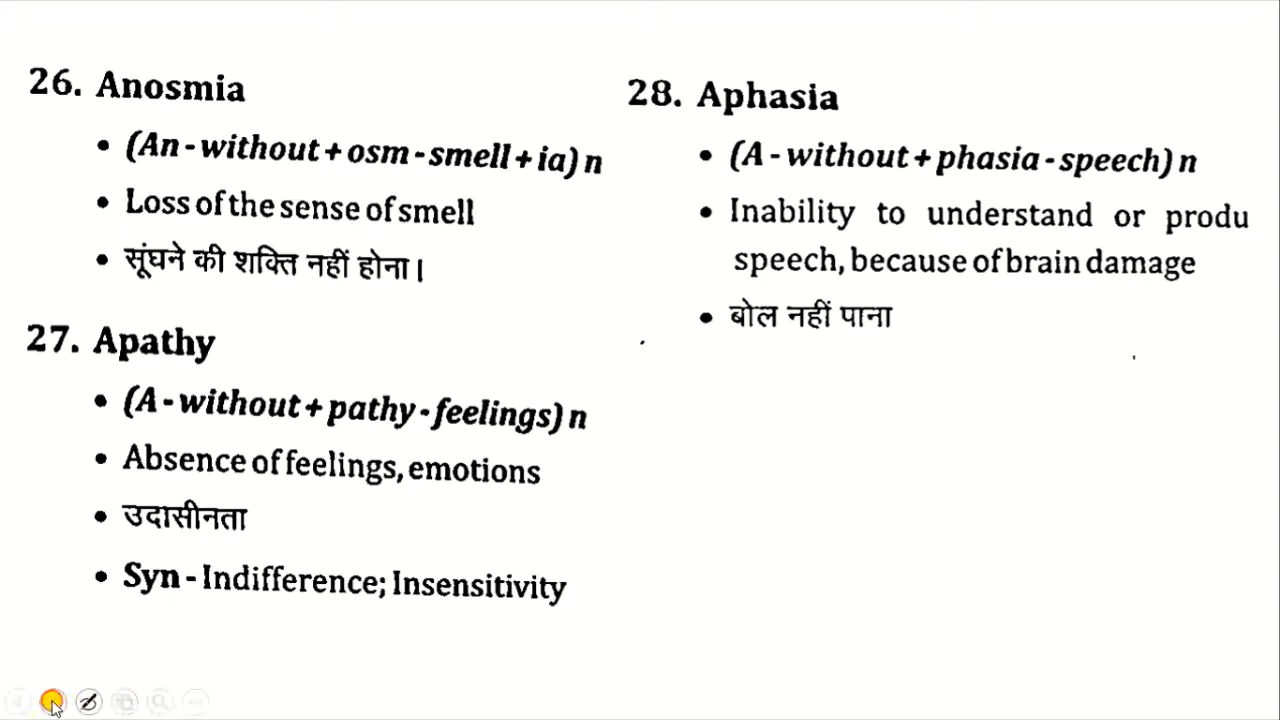 26. Anosmia
• (An - without + osm - smell + ia) n
• Loss of the sense of smell
• सूंघने की शक्ति नहीं होना।
27. Apathy
• (A - without + pathy - feelings) n
• Absence of feelings, emotions
• उदासीनता
• Syn - Indifference; Insensitivity
28. Aphasia
• (A - without + phasia - speech) n
• Inability to understand or produ
speech, because of brain damage
• बोल नहीं पाना